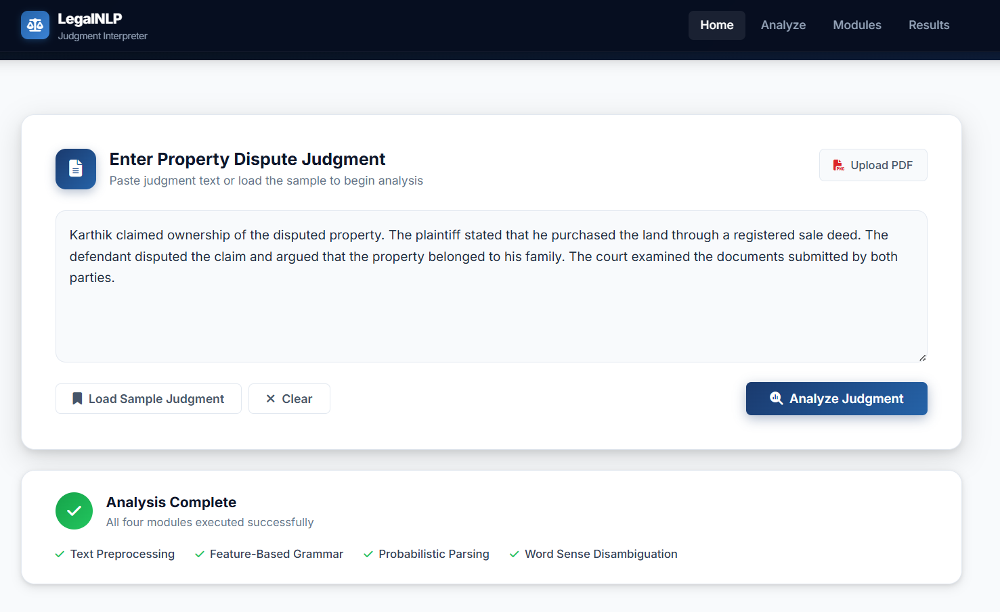 LegalNLP
Judgment Interpreter
Home
Analyze
Modules
Results
Enter Property Dispute Judgment
Paste judgment text or load the sample to begin analysis
PNG
Upload PDF
Karthik claimed ownership of the disputed property. The plaintiff stated that he purchased the land through a registered sale deed. The
defendant disputed the claim and argued that the property belonged to his family. The court examined the documents submitted by both
parties.
Load Sample Judgment
Clear
Analyze Judgment
Analysis Complete
All four modules executed successfully
Text Preprocessing
Feature-Based Grammar
Probabilistic Parsing
Word Sense Disambiguation